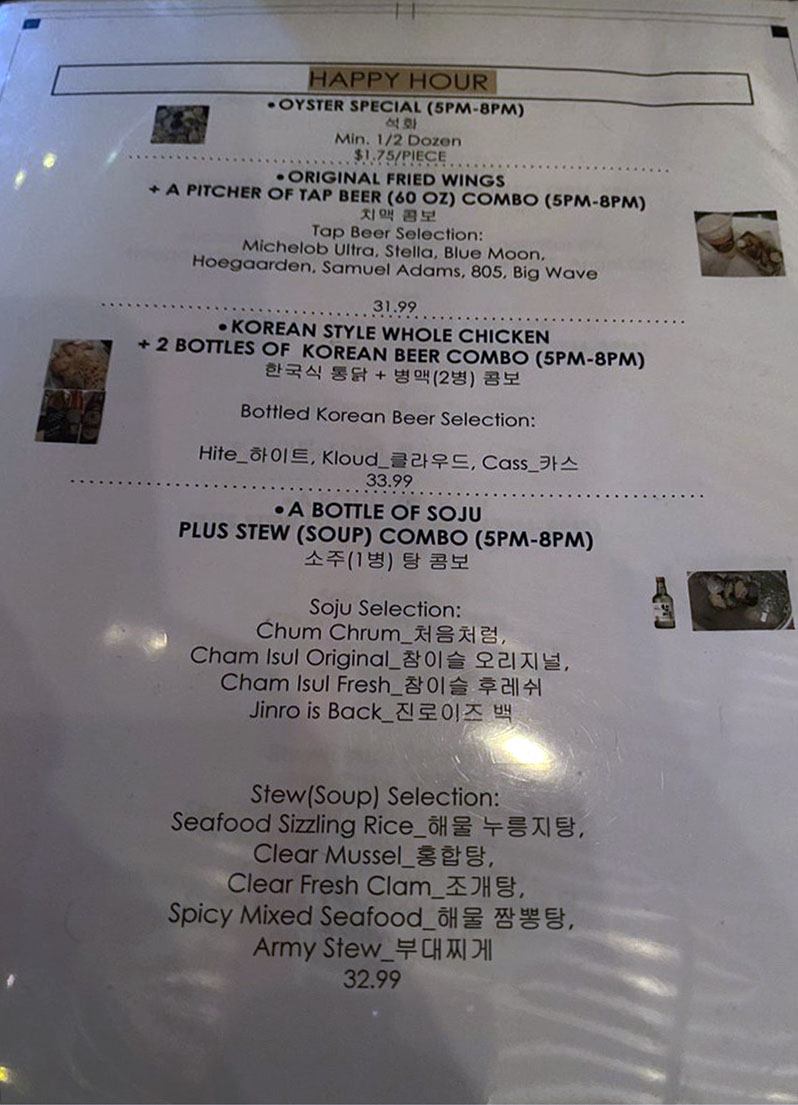 HAPPY HOUR
•OYSTER SPECIAL (5PM-8PM)
석화
Min. 1/2 Dozen
$1.75/PIECE
•ORIGINAL FRIED WINGS
+ A PITCHER OF TAP BEER (60 OZ) COMBO (5PM-8PM)
치맥 콤보
Tap Beer Selection:
Michelob Ultra, Stella, Blue Moon,
Hoegaarden, Samuel Adams, 805, Big Wave
31.99
•KOREAN STYLE WHOLE CHICKEN
+ 2 BOTTLES OF KOREAN BEER COMBO (5PM-8PM)
한국식 통닭 + 병맥(2병) 콤보
Bottled Korean Beer Selection:
Hite_하이트, Kloud_클라우드, Cass_카스
33.99
•A BOTTLE OF SOJU
PLUS STEW (SOUP) COMBO (5PM-8PM)
소주(1병) 탕 콤보
Soju Selection:
Chum Chrum_처음처럼,
Cham Isul Original_참이슬 오리지널,
Cham Isul Fresh_참이슬 후레쉬
Jinro is Back_진로이즈 백
Stew(Soup) Selection:
Seafood Sizzling Rice_해물 누룽지탕,
Clear Mussel_홍합탕,
Clear Fresh Clam_조개탕,
Spicy Mixed Seafood_해물 짬뽕탕,
Army Stew_부대찌게
32.99